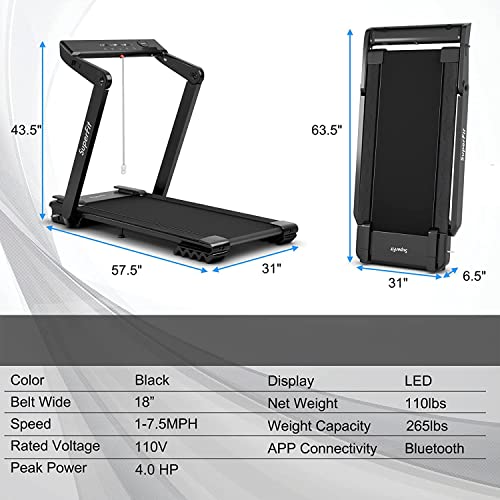 43.5"
SuperFit
57.5"
31"
63.5"
SuperFit
31"
6.5"
Color Black Display LED
Belt Wide 18” Net Weight 110lbs
Speed 1-7.5MPH Weight Capacity 265lbs
Rated Voltage 110V APP Connectivity Bluetooth
Peak Power 4.0 HP